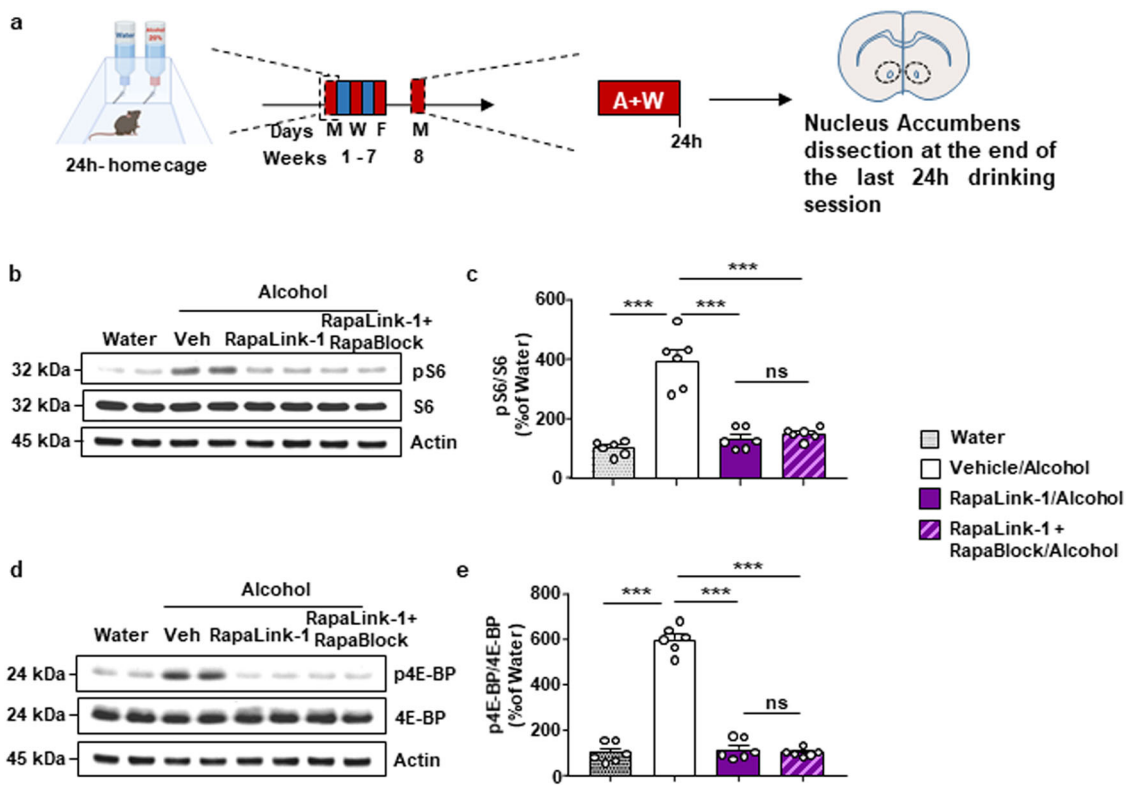 a
Water
Alcohol
20%
24h-home cage
Days M W F M
Weeks 1 - 7 8
A+W
24h
Nucleus Accumbens
dissection at the end of
the last 24h drinking
session
b
Alcohol
Water Veh RapaLink-1 RapaLink-1+
RapaBlock
32 kDa pS6
32 kDa S6
45 kDa Actin
c
***
*** ***
ns
pS6/S6
(%of Water)
600
400
200
0
Water
Vehicle/Alcohol
RapaLink-1/Alcohol
RapaLink-1 +
RapaBlock/Alcohol
d
Alcohol
Water Veh RapaLink-1 RapaLink-1+
RapaBlock
24 kDa p4E-BP
24 kDa 4E-BP
45 kDa Actin
e
***
*** ***
ns
p4E-BP/4E-BP
(%of Water)
800
600
400
200
0